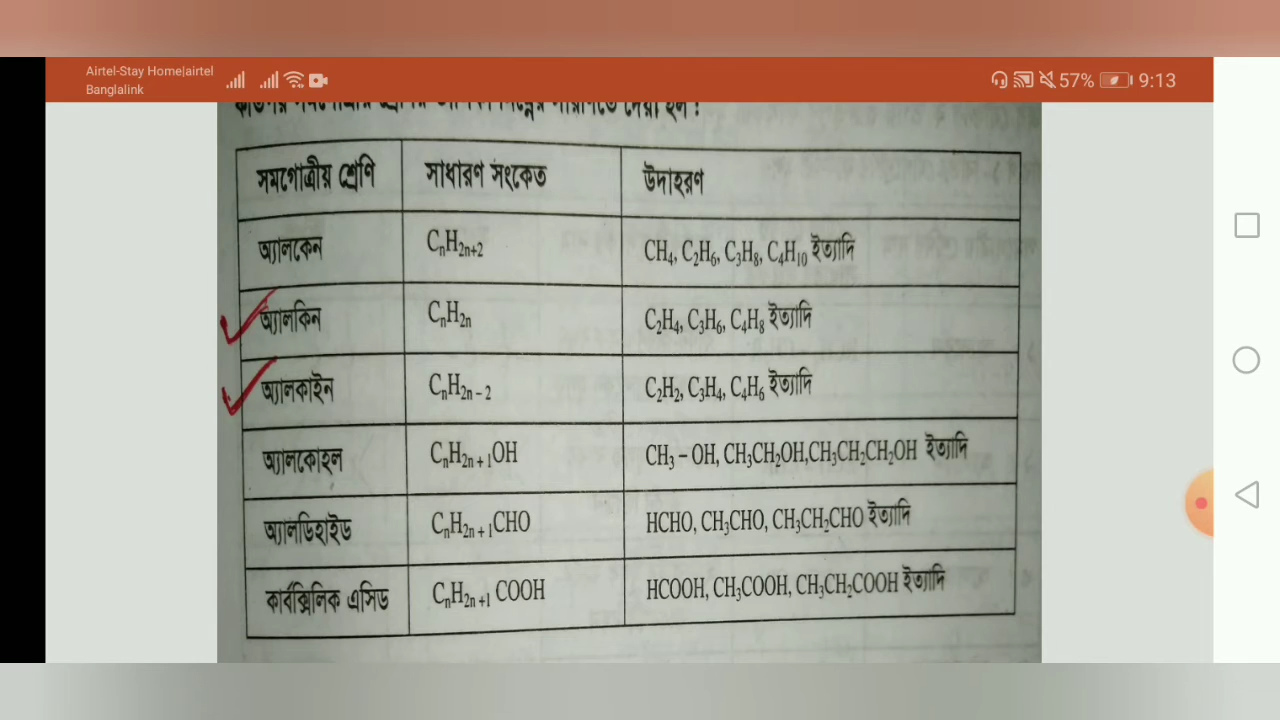 Airtel-Stay Home|airtel
Banglalink
57% 9:13
সমগোত্রীয় শ্রেণি সাধারণ সংকেত উদাহরণ
অ্যালকেন CₙH₂ₙ₊₂ CH₄, C₂H₆, C₃H₈, C₄H₁₀ ইত্যাদি
অ্যালকিন CₙH₂ₙ C₂H₄, C₃H₆, C₄H₈ ইত্যাদি
অ্যালকাইন CₙH₂ₙ₋₂ C₂H₂, C₃H₄, C₄H₆ ইত্যাদি
অ্যালকোহল CₙH₂ₙ₊₁OH CH₃ – OH, CH₃CH₂OH,CH₃CH₂CH₂OH ইত্যাদি
অ্যালডিহাইড CₙH₂ₙ₊₁CHO HCHO, CH₃CHO, CH₃CH₂CHO ইত্যাদি
কার্বক্সিলিক এসিড CₙH₂ₙ₊₁ COOH HCOOH, CH₃COOH, CH₃CH₂COOH ইত্যাদি